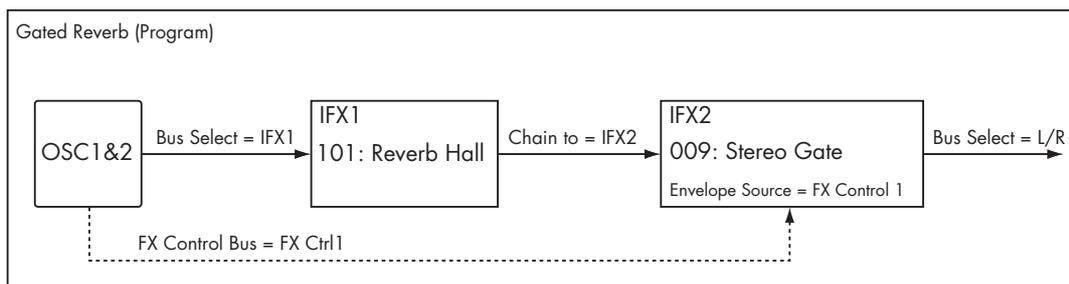 Gated Reverb (Program)
OSC1&2
Bus Select = IFX1
IFX1
101: Reverb Hall
Chain to = IFX2
IFX2
009: Stereo Gate
Envelope Source = FX Control 1
Bus Select = L/R
FX Control Bus = FX Ctrl1